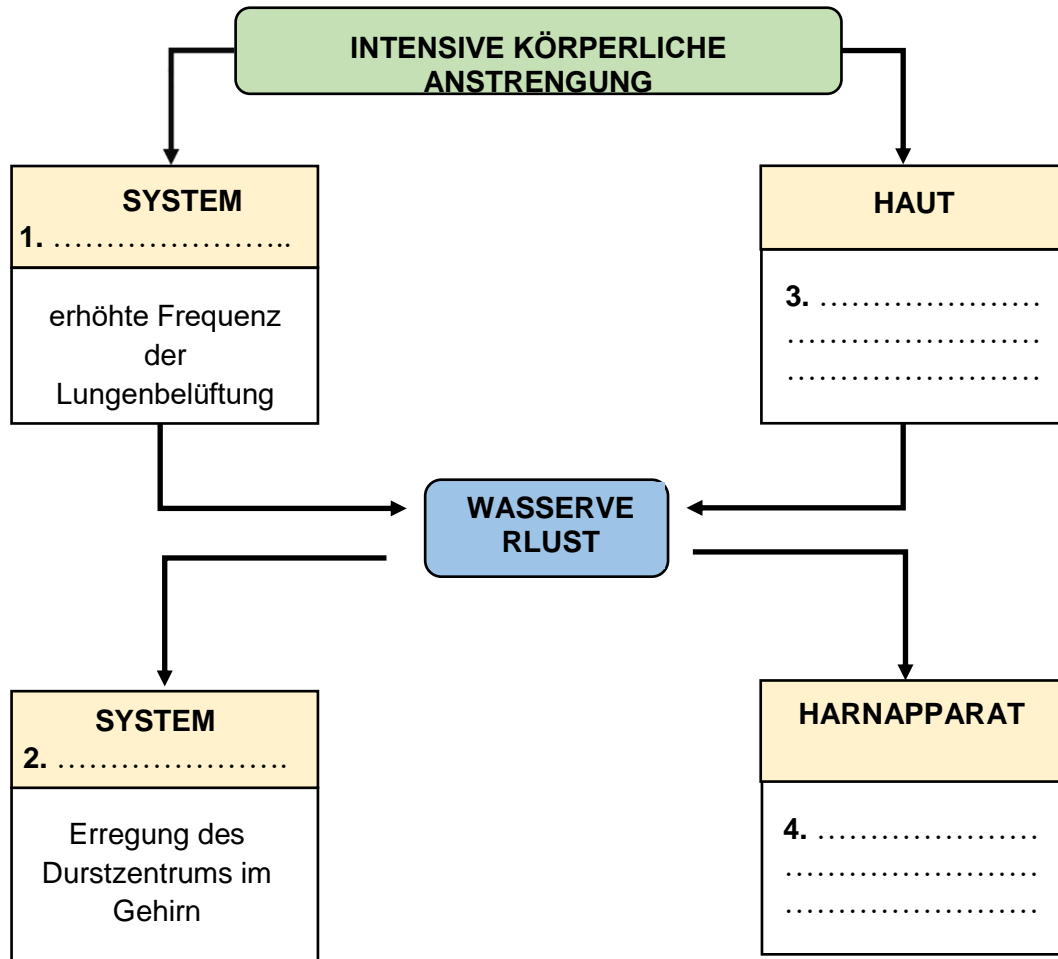 INTENSIVE KÖRPERLICHE
ANSTRENGUNG
SYSTEM
1. ……………………..
erhöhte Frequenz
der
Lungenbelüftung
HAUT
3. …………………
……………………
……………………
WASSERVE
RLUST
SYSTEM
2. ………………….
Erregung des
Durstzentrums im
Gehirn
HARNAPPARAT
4. …………………
……………………
……………………